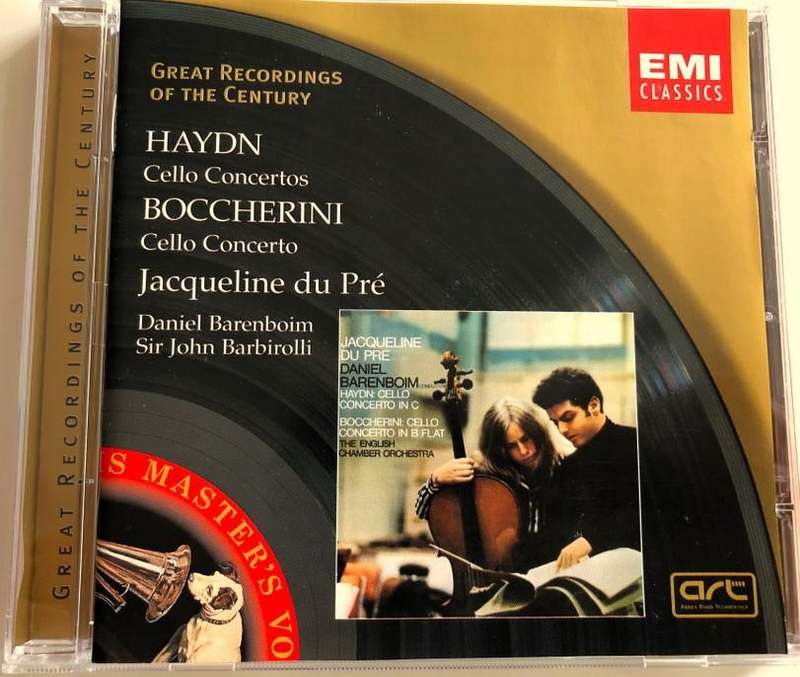 GREAT RECORDINGS OF THE CENTURY
GREAT RECORDINGS
OF THE CENTURY
EMI
CLASSICS
HAYDN
Cello Concertos
BOCCHERINI
Cello Concerto
Jacqueline du Pré
Daniel Barenboim
Sir John Barbirolli
JACQUELINE
DU PRE
DANIEL
BARENBOIM
HAYDN: CELLO
CONCERTO IN C
BOCCHERINI: CELLO
CONCERTO IN B FLAT
THE ENGLISH
CHAMBER ORCHESTRA
IS MASTER'S VO
art